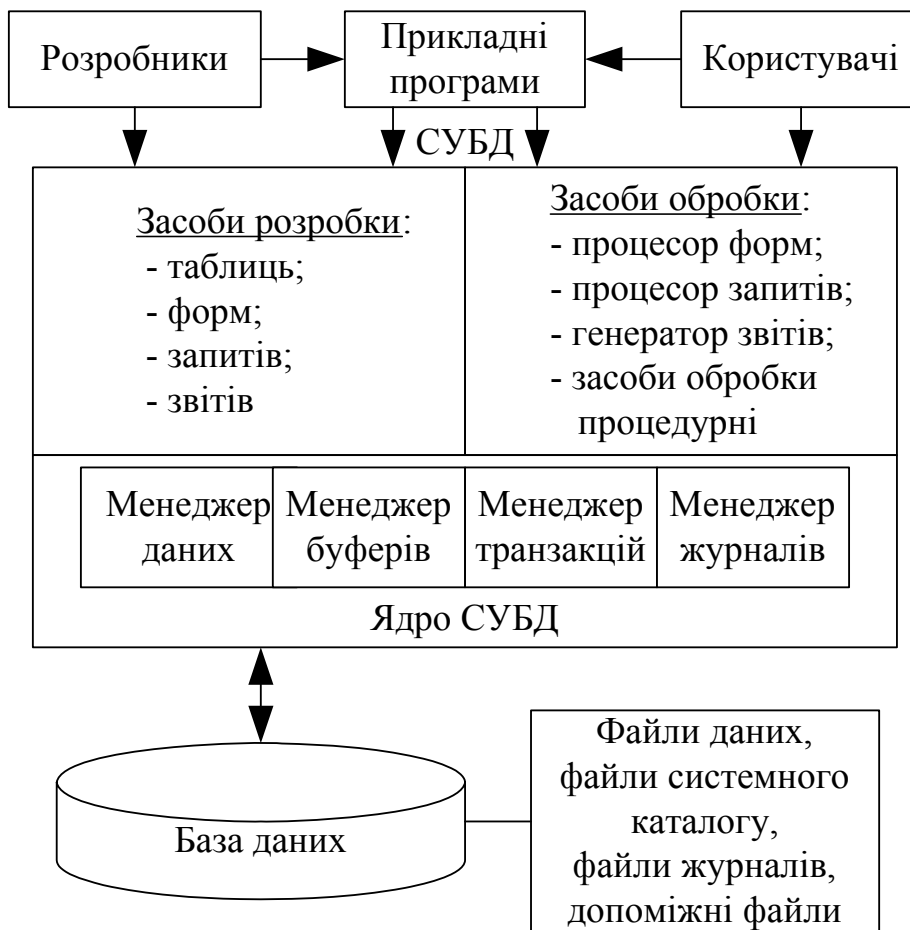 Розробники
Прикладні
програми
Користувачі
СУБД
Засоби розробки:
- таблиць;
- форм;
- запитів;
- звітів
Засоби обробки:
- процесор форм;
- процесор запитів;
- генератор звітів;
- засоби обробки
процедурні
Менеджер
даних
Менеджер
буферів
Менеджер
транзакцій
Менеджер
журналів
Ядро СУБД
База даних
Файли даних,
файли системного
каталогу,
файли журналів,
допоміжні файли